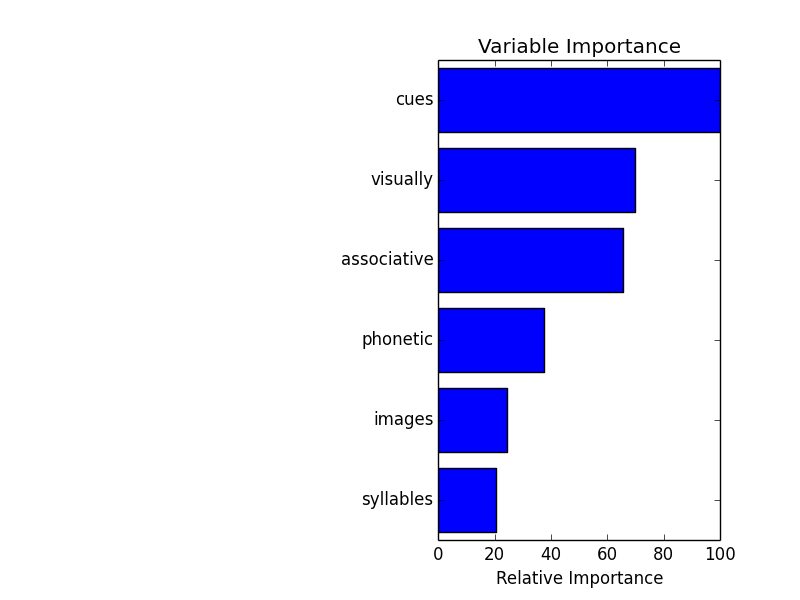 Variable Importance
cues
visually
associative
phonetic
images
syllables
0 20 40 60 80 100
Relative Importance